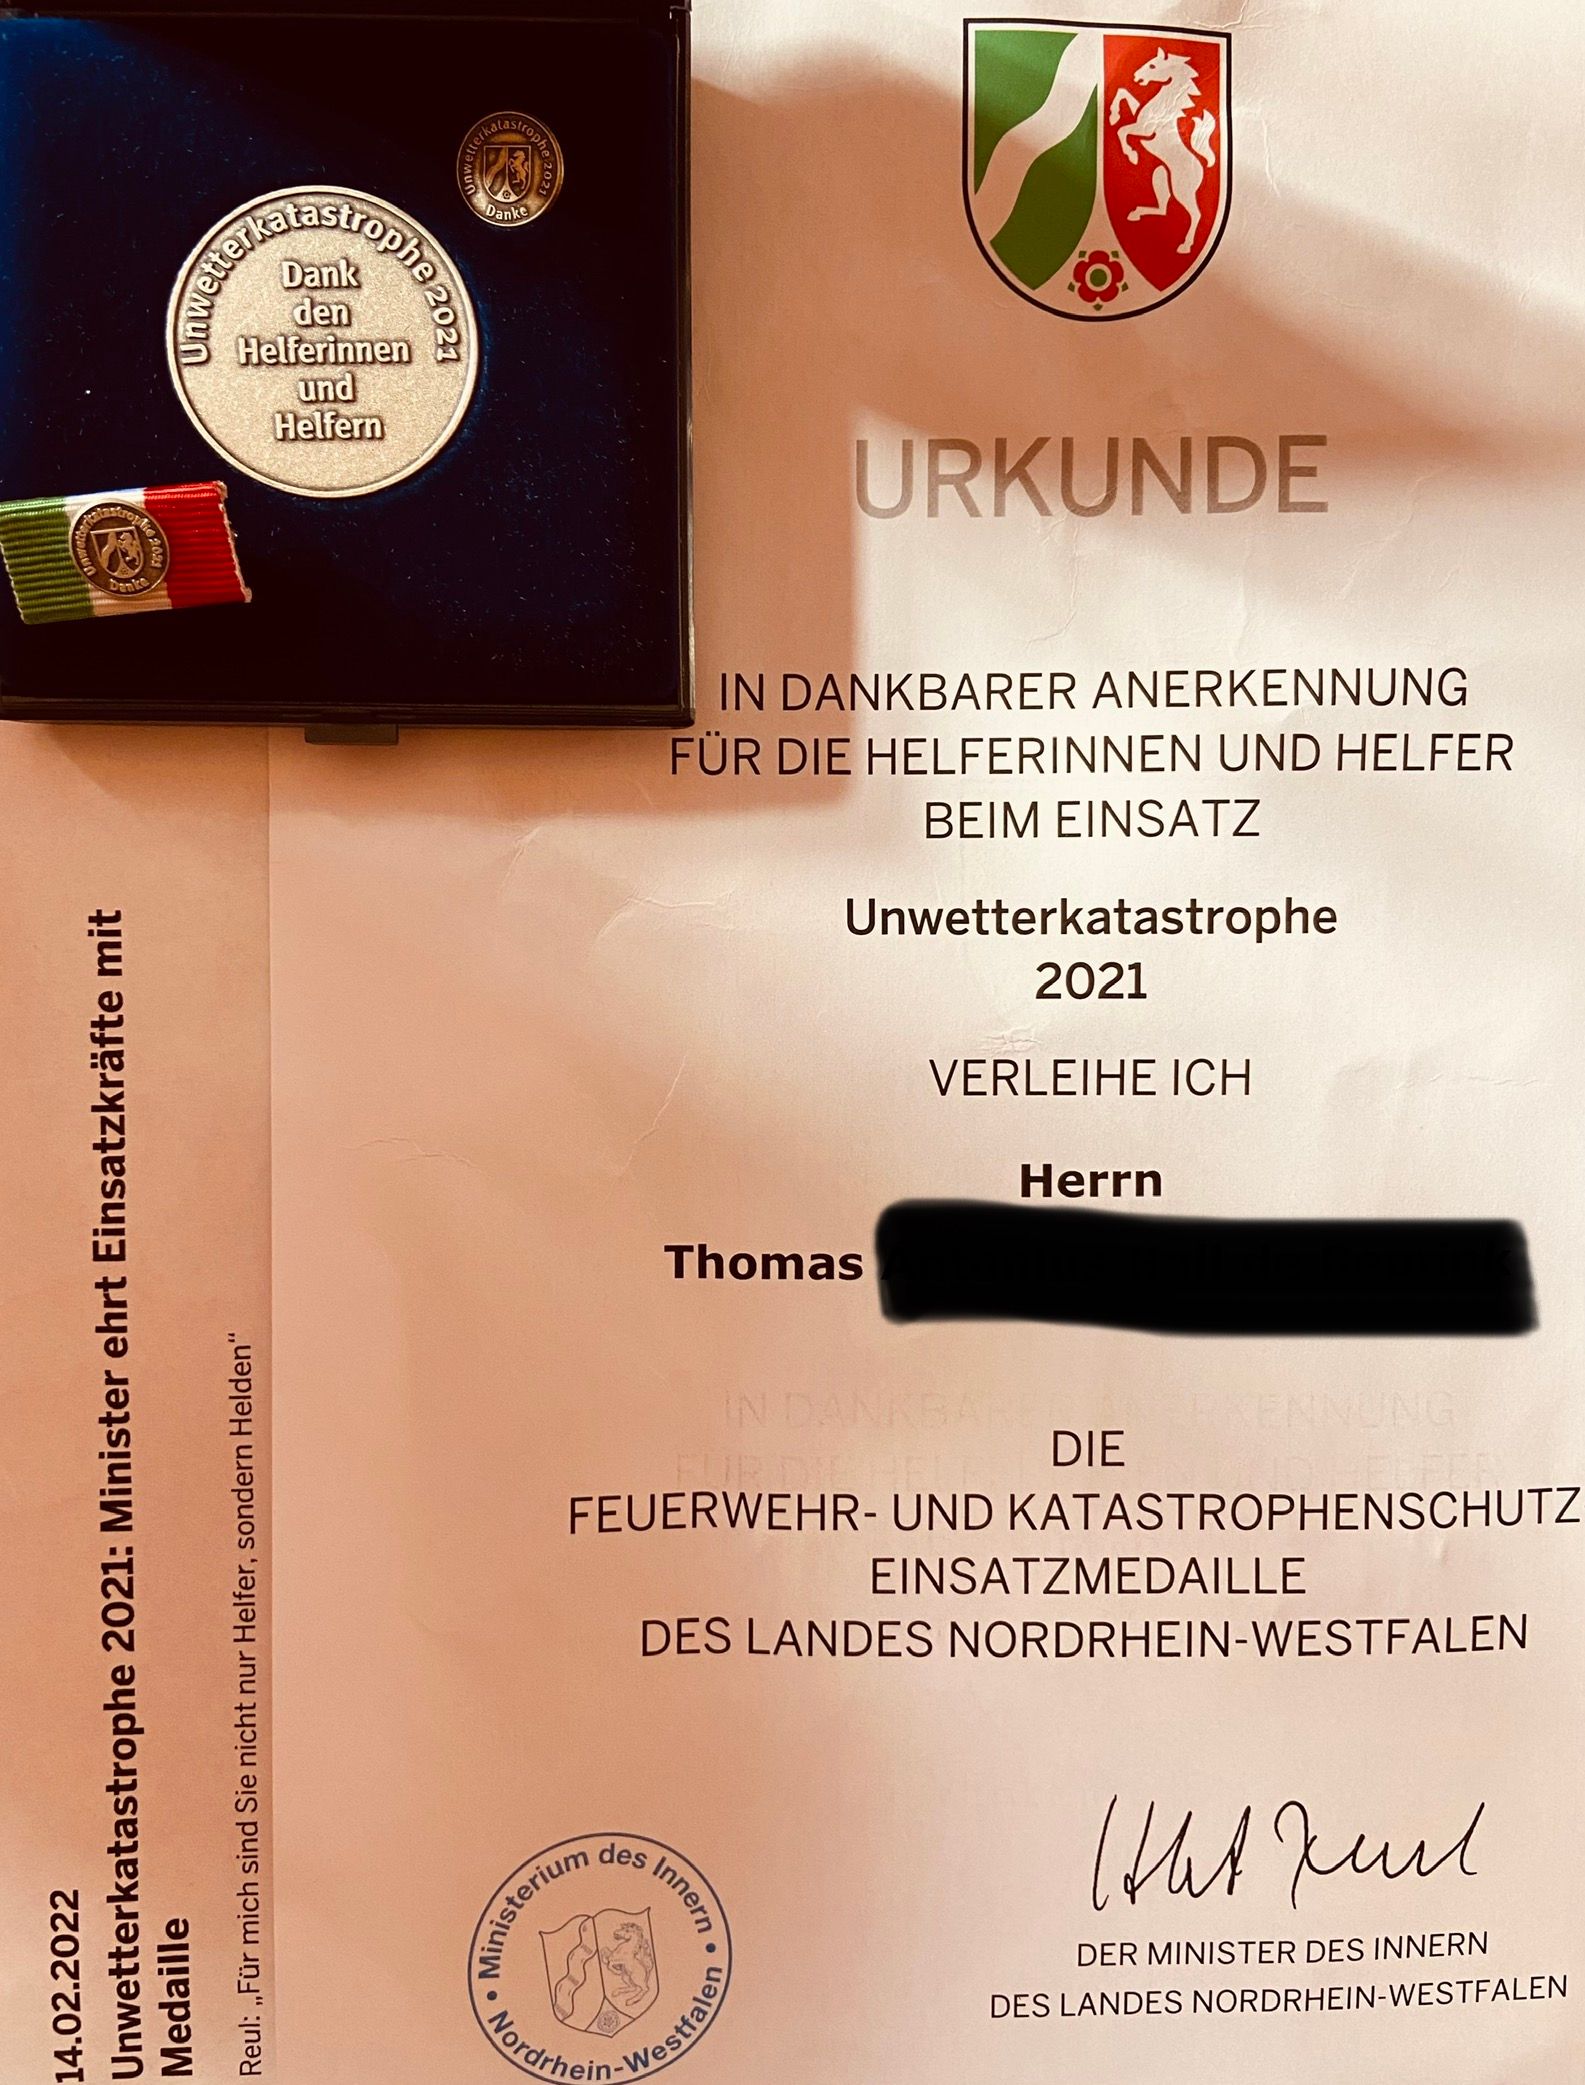 Unwetterkatastrophe 2021
Dank
den
Helferinnen
und
Helfern
Unwetterkatastrophe 2021
Danke
Unwetterkatastrophe 2021
Danke
URKUNDE
IN DANKBARER ANERKENNUNG
FÜR DIE HELFERINNEN UND HELFER
BEIM EINSATZ
Unwetterkatastrophe
2021
VERLEIHE ICH
Herrn
Thomas
DIE
FEUERWEHR- UND KATASTROPHENSCHUTZ
EINSATZMEDAILLE
DES LANDES NORDRHEIN-WESTFALEN
DER MINISTER DES INNERN
DES LANDES NORDRHEIN-WESTFALEN
Ministerium des Innern
Nordrhein-Westfalen
14.02.2022
Unwetterkatastrophe 2021: Minister ehrt Einsatzkräfte mit
Medaille
Reul: „Für mich sind Sie nicht nur Helfer, sondern Helden“